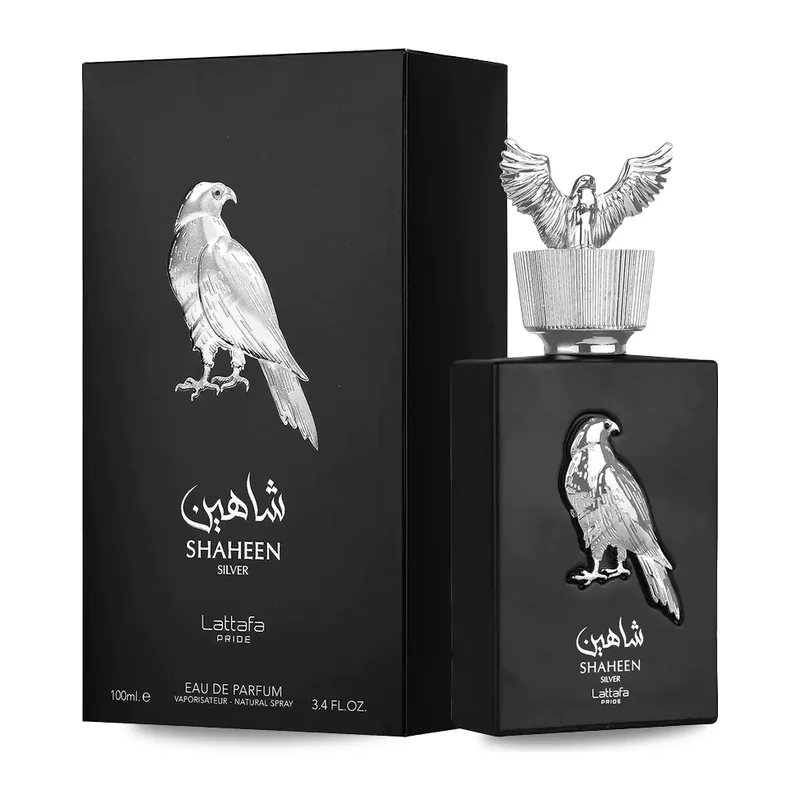 شاهين
SHAHEEN
SILVER
Lattafa
PRIDE
100ml. e
EAU DE PARFUM
VAPORISATEUR - NATURAL SPRAY
3.4 FL.OZ.
شاهين
SHAHEEN
SILVER
Lattafa
PRIDE